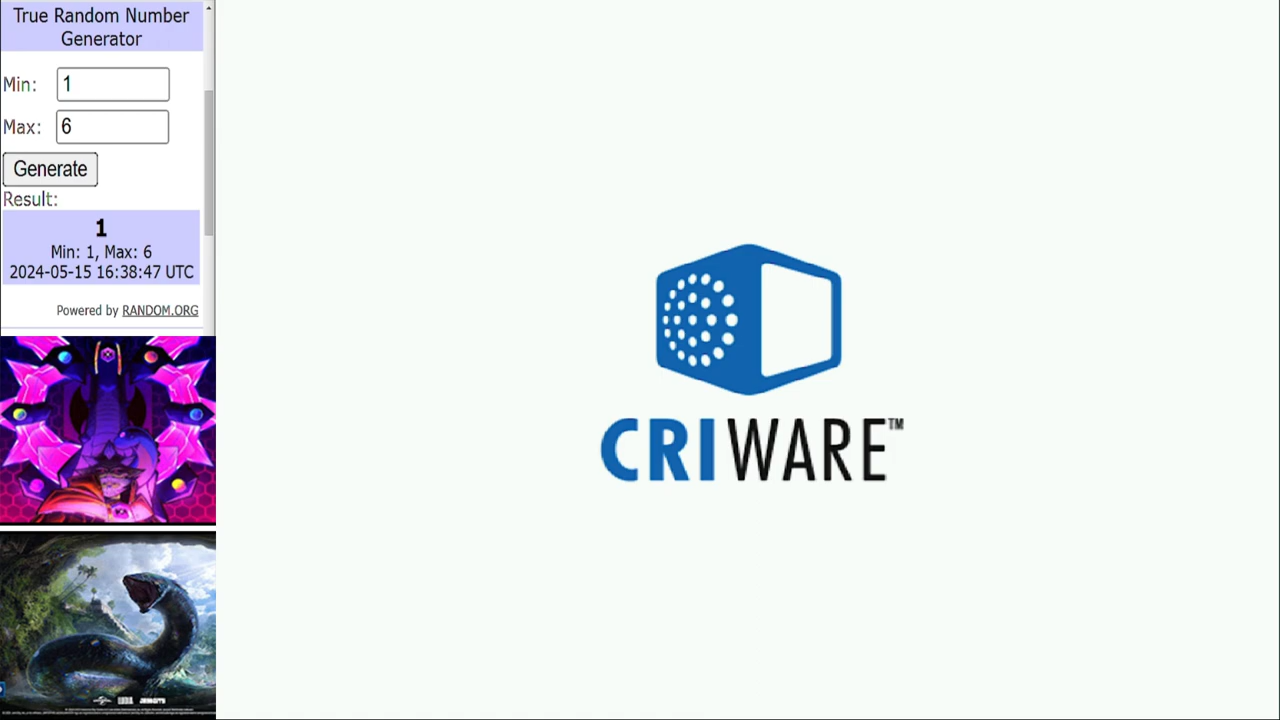 True Random Number
Generator
Min: 1
Max: 6
Generate
Result:
1
Min: 1, Max: 6
2024-05-15 16:38:47 UTC
Powered by RANDOM.ORG
CRIWARE™